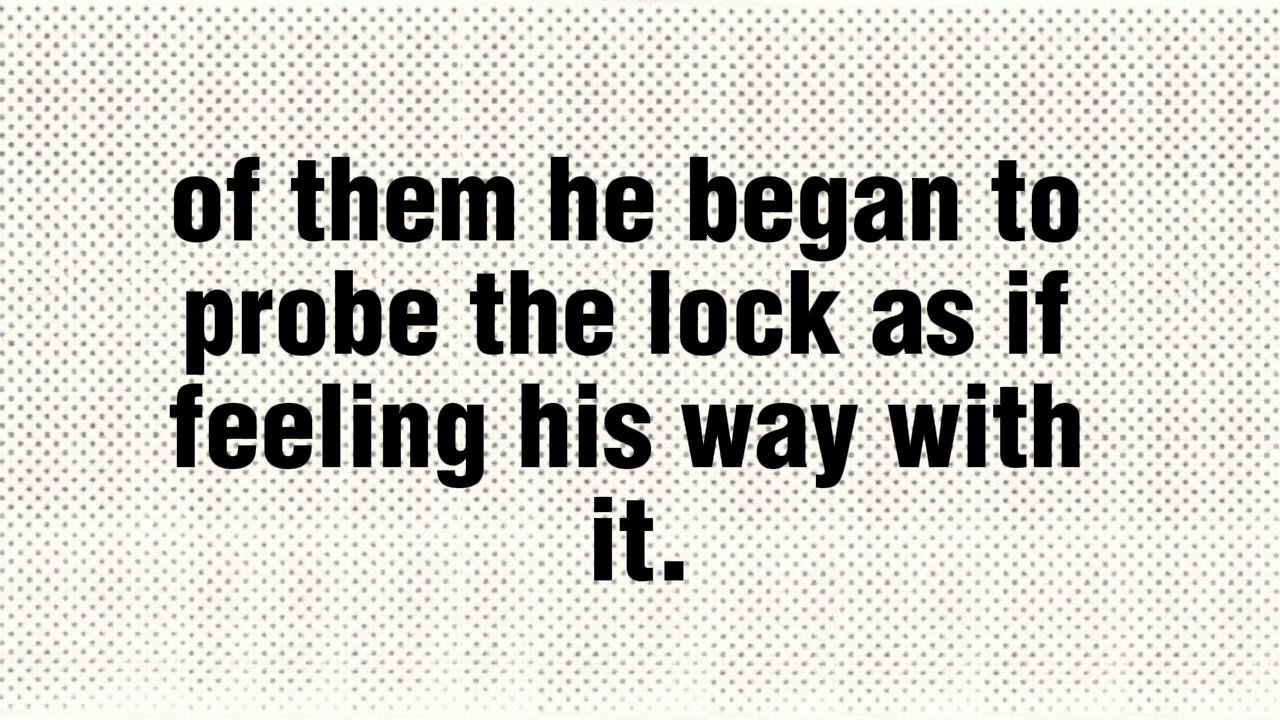 of them he began to
probe the lock as if
feeling his way with
it.